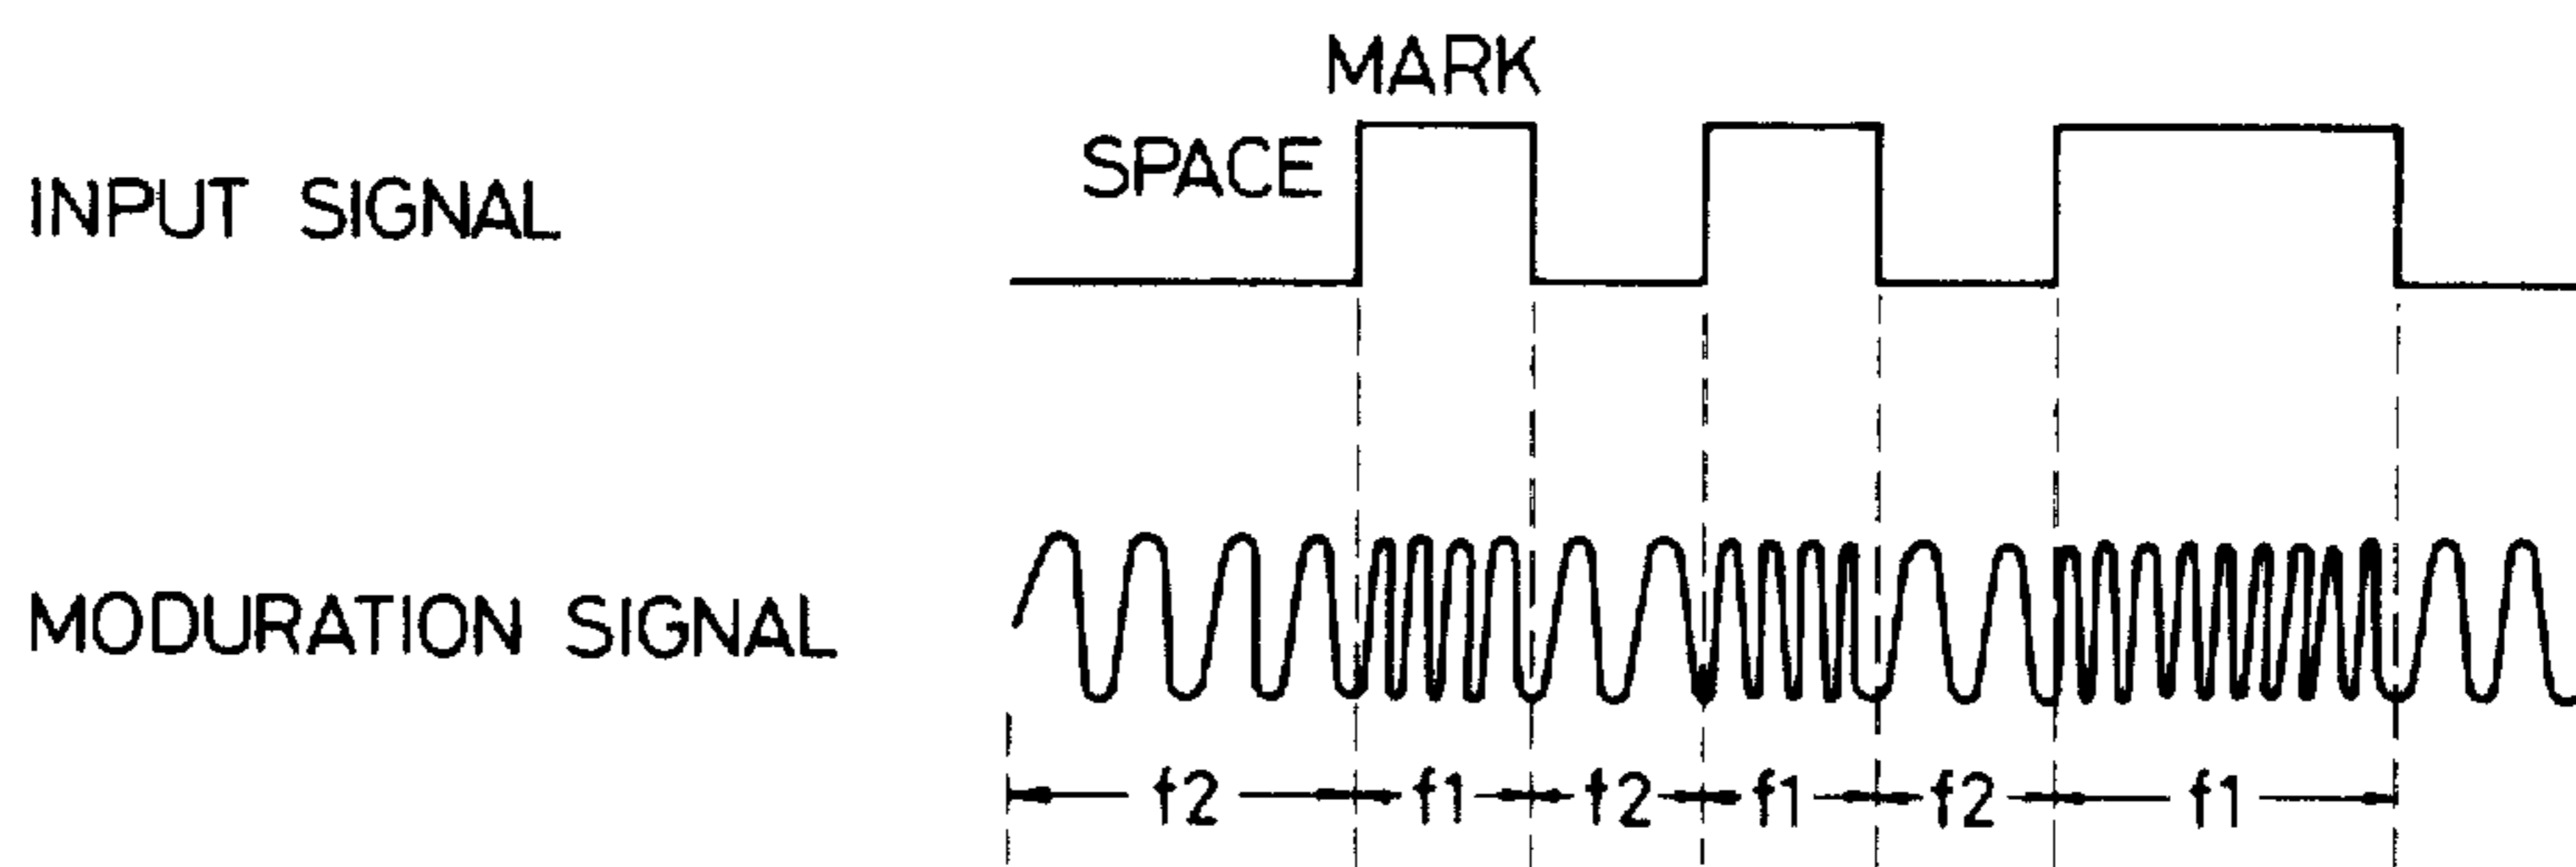 MARK
SPACE
INPUT SIGNAL
MODURATION SIGNAL
f2 f1 f2 f1 f2 f1